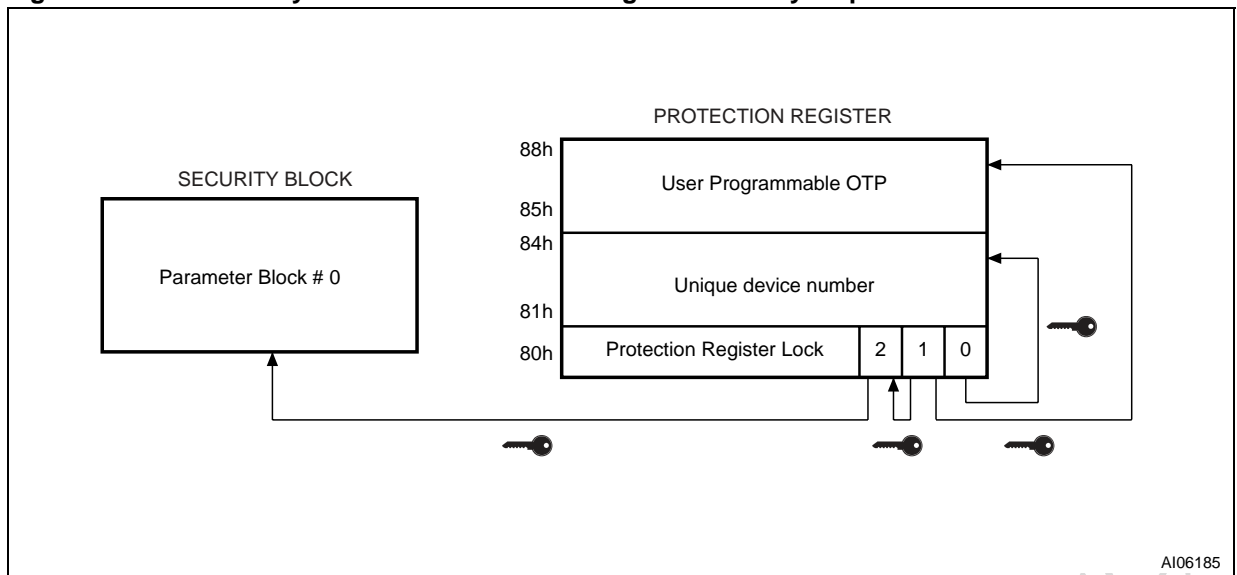 PROTECTION REGISTER
88h
User Programmable OTP
SECURITY BLOCK
85h
84h
Parameter Block # 0
Unique device number
81h
80h
Protection Register Lock 2 1 0
AI06185